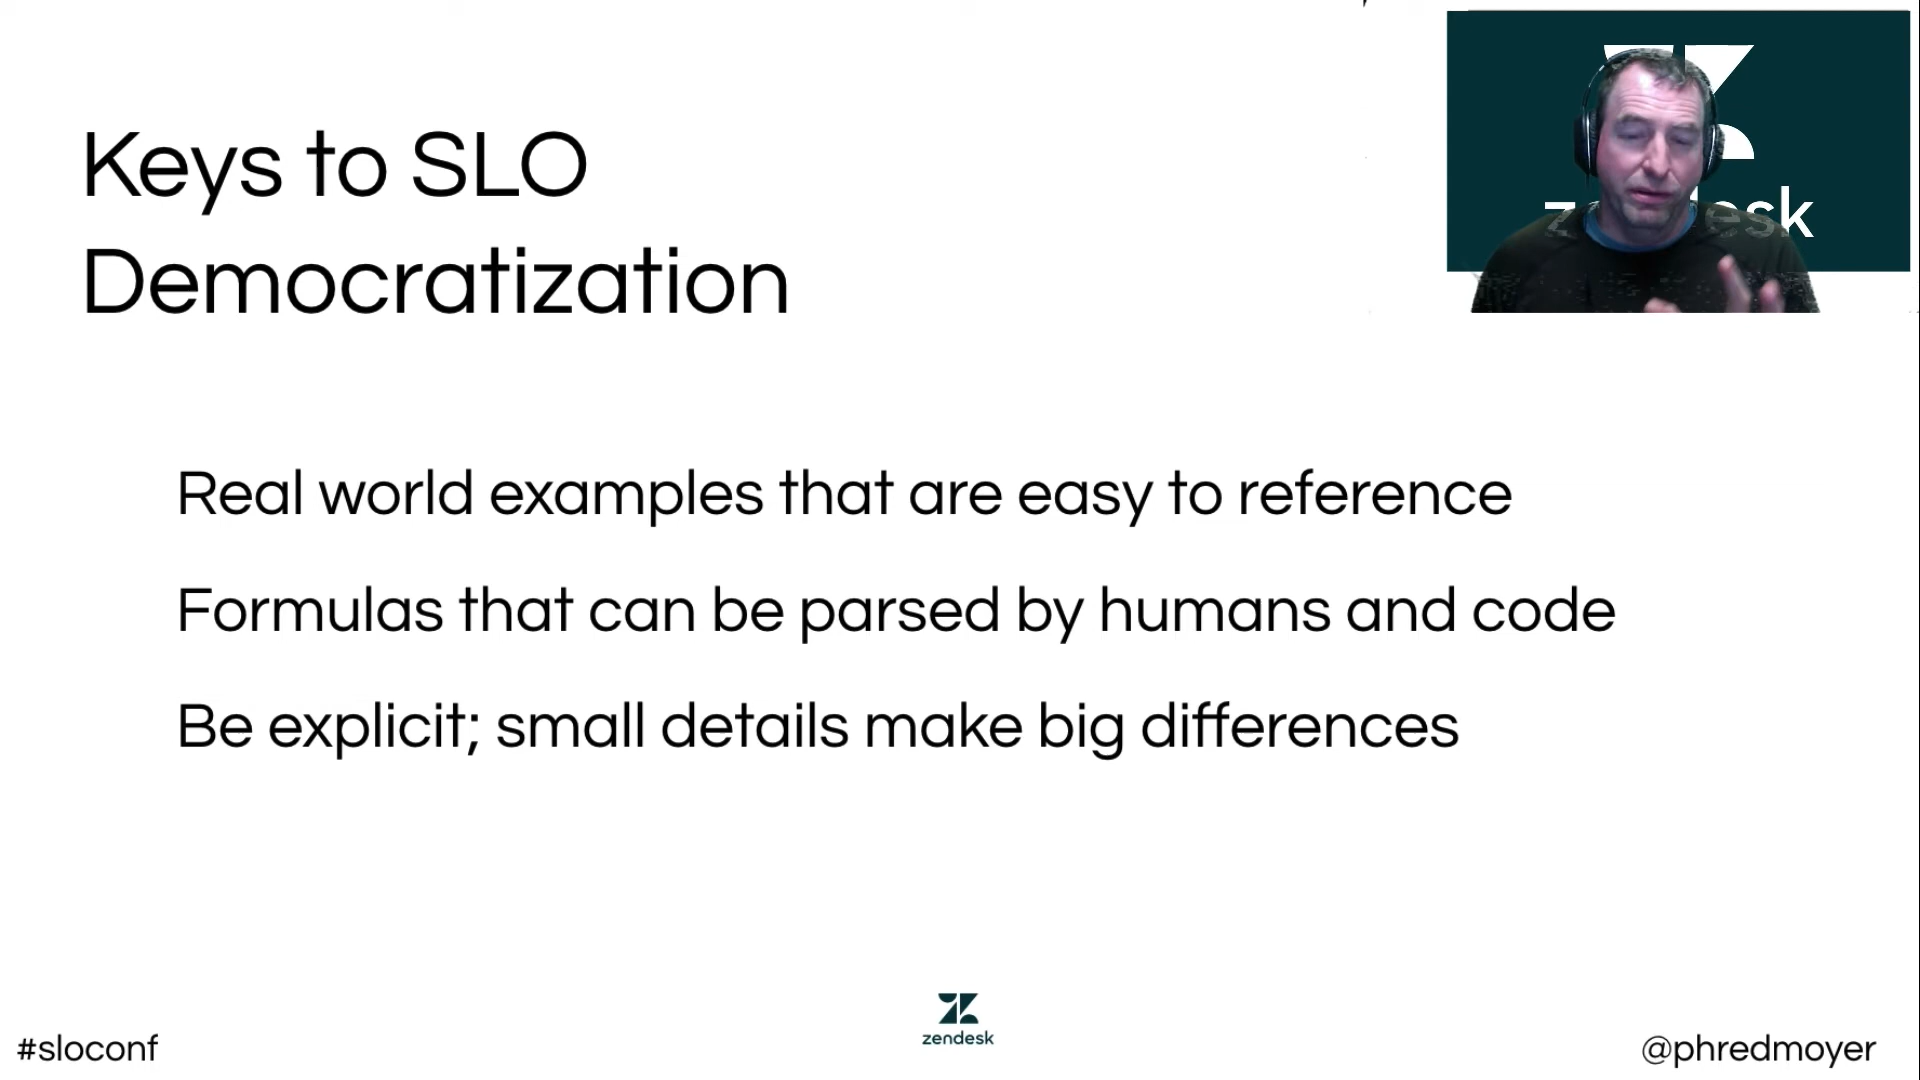 Keys to SLO
Democratization
zendesk
Real world examples that are easy to reference
Formulas that can be parsed by humans and code
Be explicit; small details make big differences
#sloconf
zendesk
@phredmoyer